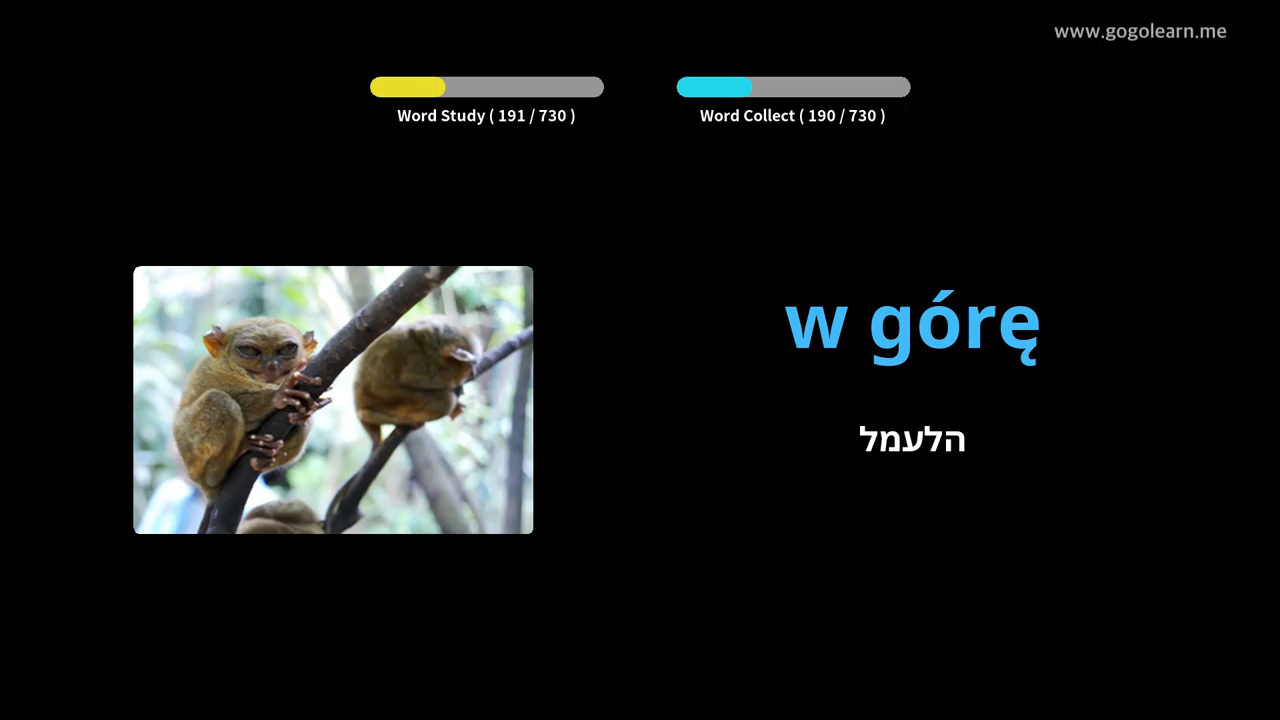 www.gogolearn.me
Word Study ( 191 / 730 )
Word Collect ( 190 / 730 )
w górę
הלעמל